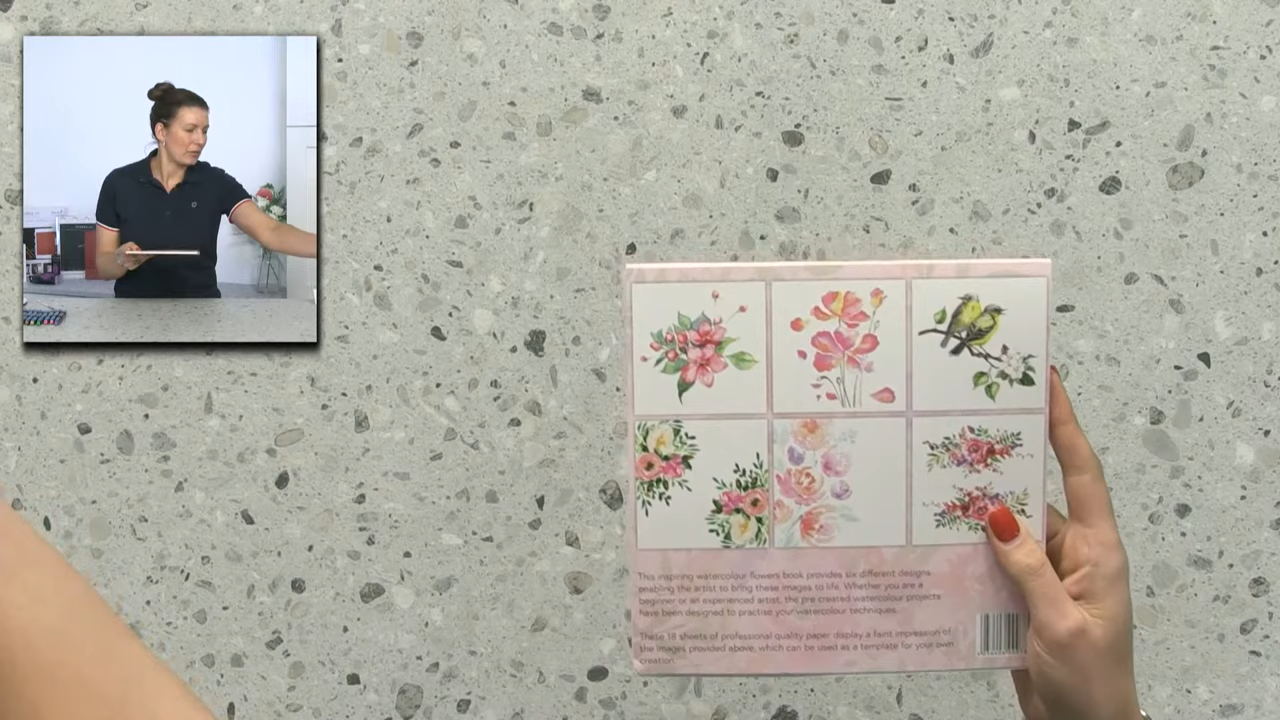 This inspiring watercolour flowers book provides six different designs
enabling the artist to bring these images to life. Whether you are a
beginner or an experienced artist, the pre created watercolour projects
have been designed to practise your watercolour techniques.
These 18 sheets of professional quality paper display a faint impression of
the images provided above, which can be used as a template for your own
creation.